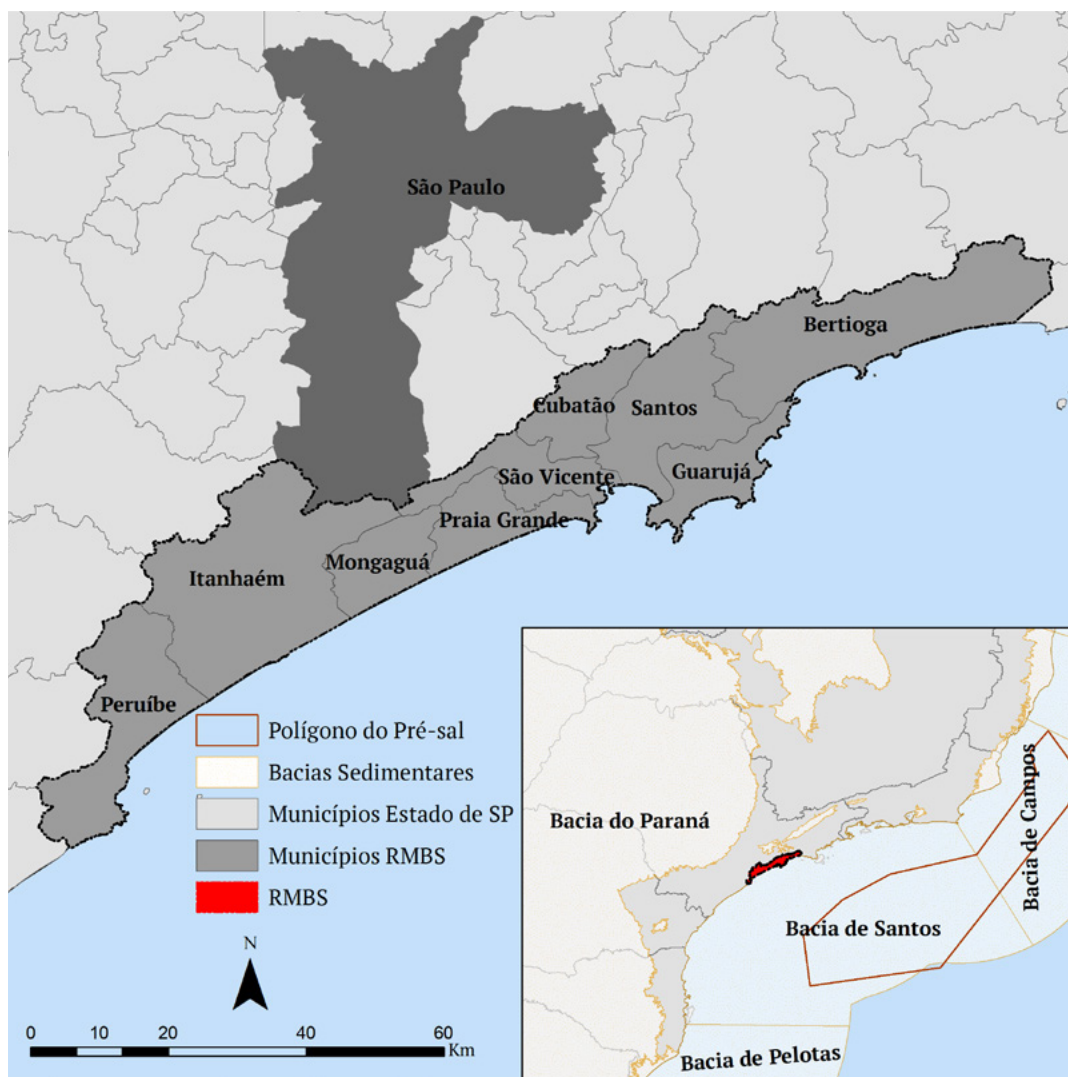 São Paulo
Bertioga
Cubatão
Santos
São Vicente
Guarujá
Praia Grande
Mongaguá
Itanhaém
Peruíbe
Polígono do Pré-sal
Bacias Sedimentares
Municípios Estado de SP
Municípios RMBS
RMBS
N
0 10 20 40 60
Km
Bacia do Paraná
Bacia de Campos
Bacia de Santos
Bacia de Pelotas